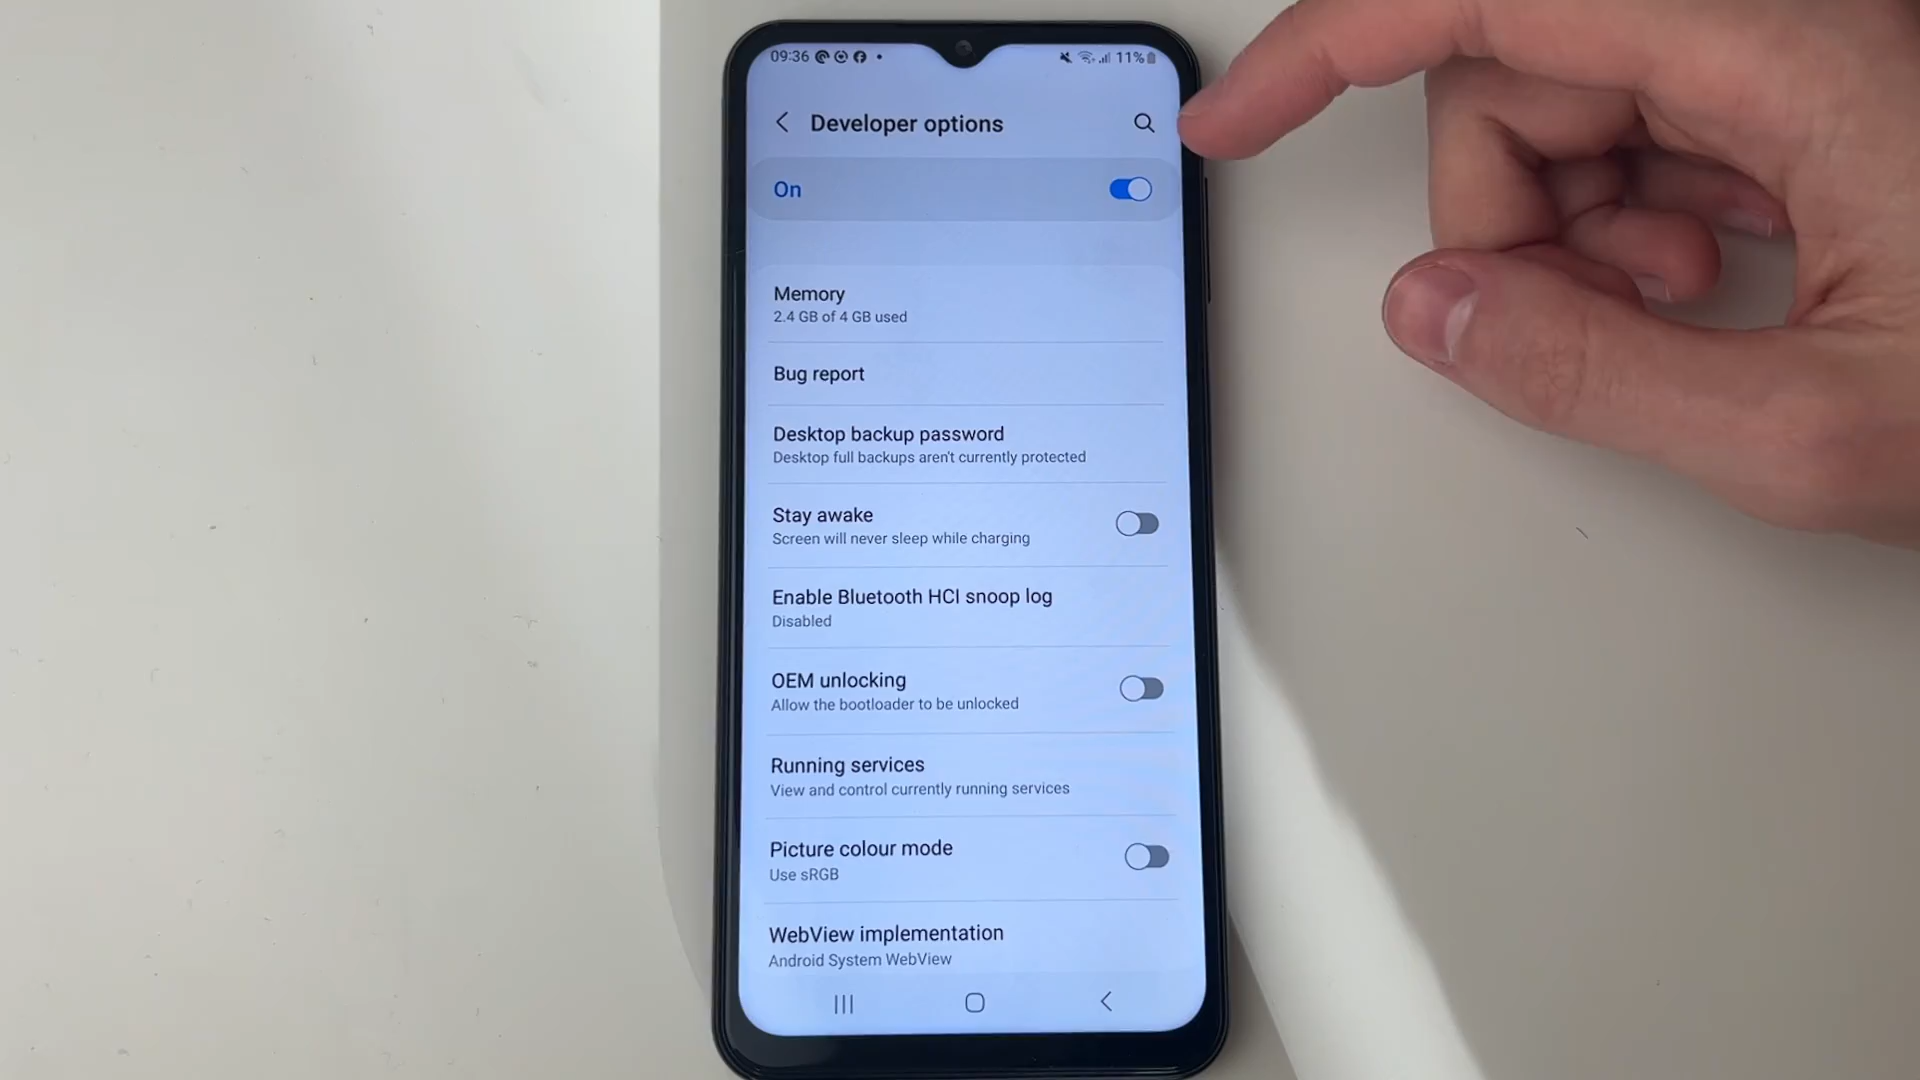 09:36
11%
Developer options
On
Memory
2.4 GB of 4 GB used
Bug report
Desktop backup password
Desktop full backups aren't currently protected
Stay awake
Screen will never sleep while charging
Enable Bluetooth HCI snoop log
Disabled
OEM unlocking
Allow the bootloader to be unlocked
Running services
View and control currently running services
Picture colour mode
Use sRGB
WebView implementation
Android System WebView